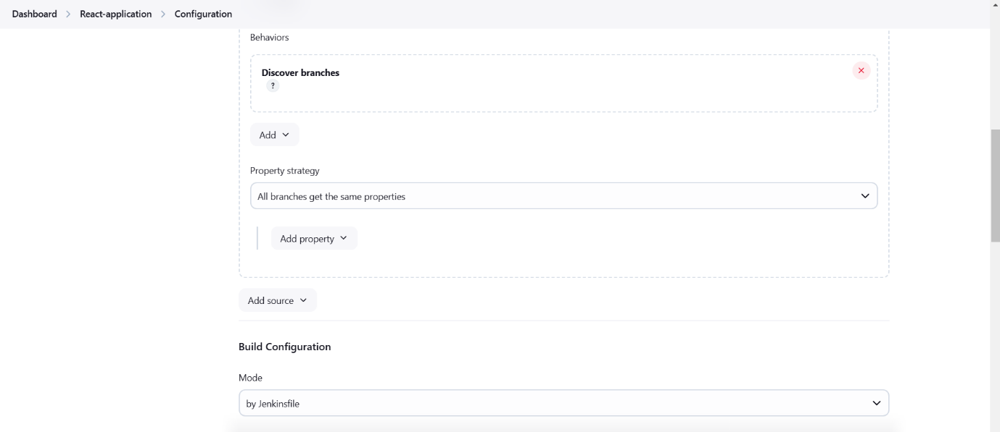 Dashboard > React-application > Configuration
Behaviors
Discover branches
?
Add
Property strategy
All branches get the same properties
Add property
Add source
Build Configuration
Mode
by Jenkinsfile